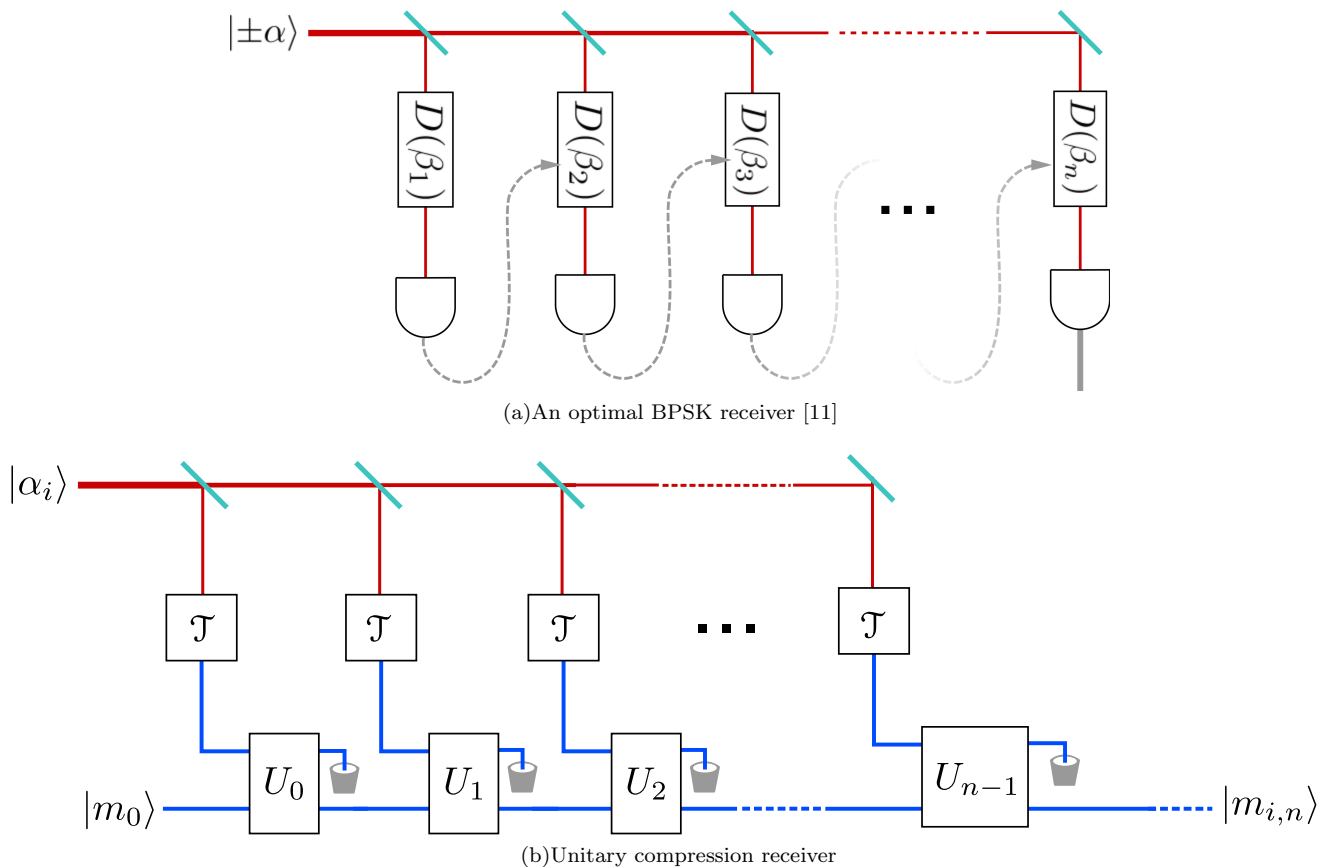 |±α⟩
D(β₁)
D(β₂)
D(β₃)
D(βₙ)
(a)An optimal BPSK receiver [11]
|αᵢ⟩
𝒯 𝒯 𝒯 𝒯
U₀ U₁ U₂ Uₙ₋₁
|m₀⟩ |mᵢ,ₙ⟩
(b)Unitary compression receiver